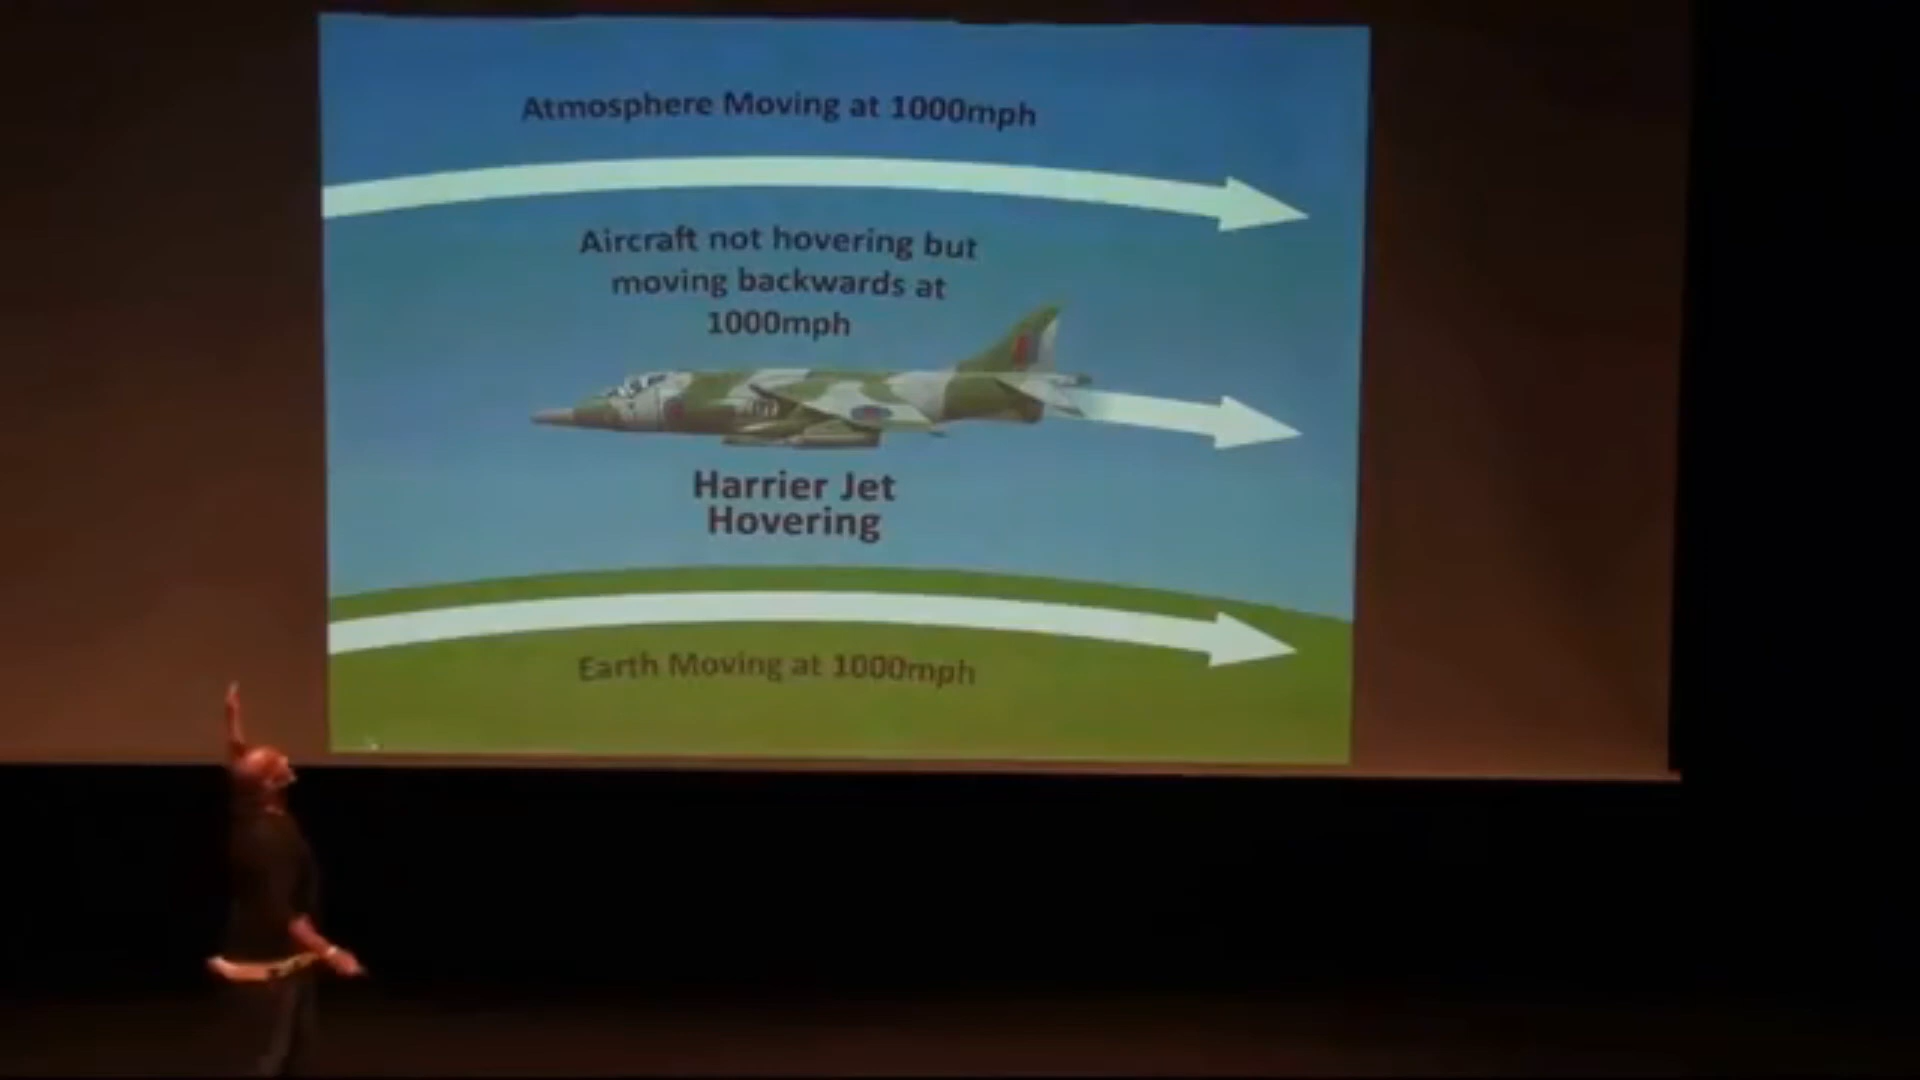 Atmosphere Moving at 1000mph
Aircraft not hovering but
moving backwards at
1000mph
Harrier Jet
Hovering
Earth Moving at 1000mph